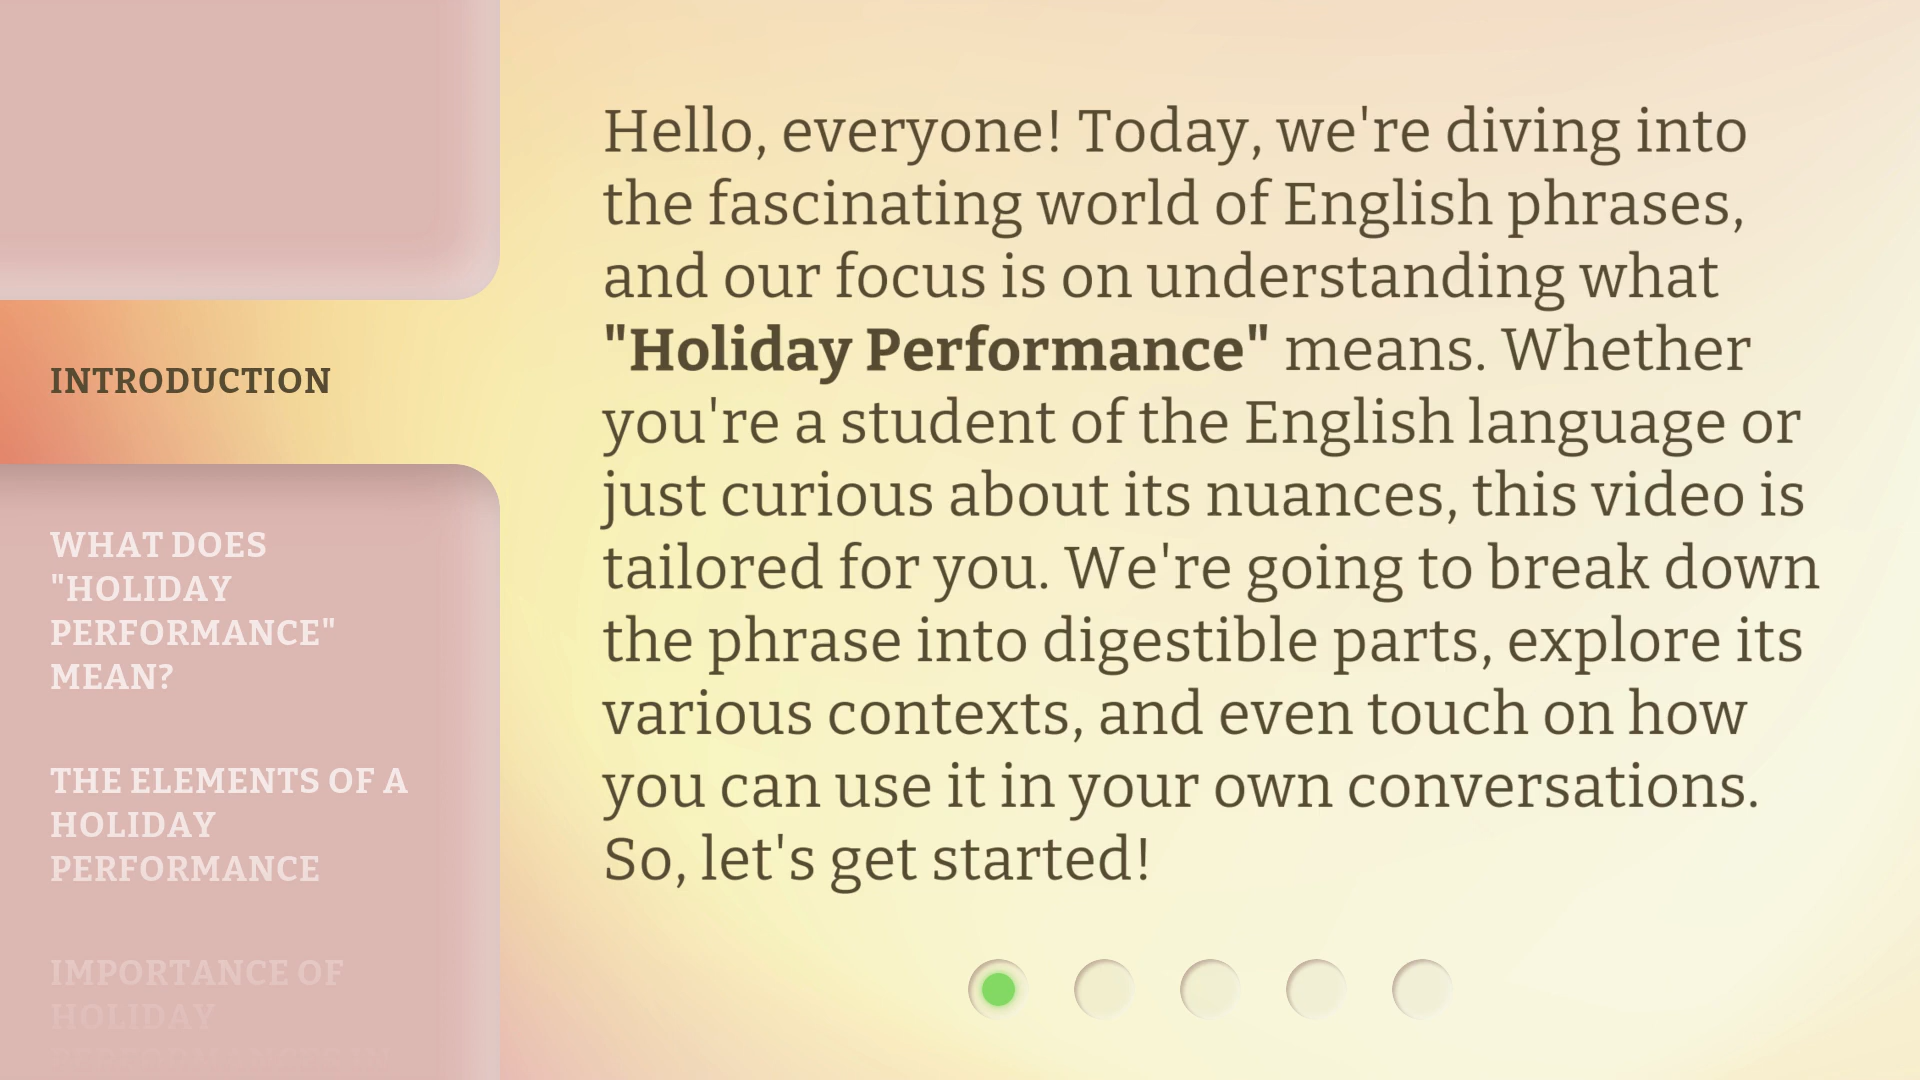 INTRODUCTION
WHAT DOES
"HOLIDAY
PERFORMANCE"
MEAN?
THE ELEMENTS OF A
HOLIDAY
PERFORMANCE
IMPORTANCE OF
HOLIDAY
PERFORMANCES IN
Hello, everyone! Today, we're diving into
the fascinating world of English phrases,
and our focus is on understanding what
"Holiday Performance" means. Whether
you're a student of the English language or
just curious about its nuances, this video is
tailored for you. We're going to break down
the phrase into digestible parts, explore its
various contexts, and even touch on how
you can use it in your own conversations.
So, let's get started!